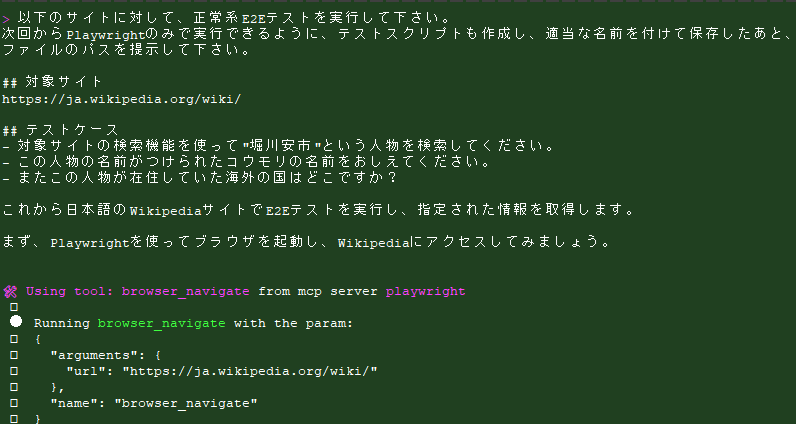 > 以下のサイトに対して、正常系E2Eテストを実行して下さい。
次回からPlaywrightのみで実行できるように、テストスクリプトも作成し、適当な名前を付けて保存したあと、
ファイルのパスを提示して下さい。
## 対象サイト
https://ja.wikipedia.org/wiki/
## テストケース
- 対象サイトの検索機能を使って"堀川安市"という人物を検索してください。
- この人物の名前がつけられたコウモリの名前をおしえてください。
- またこの人物が在住していた海外の国はどこですか？
これから日本語のWikipediaサイトでE2Eテストを実行し、指定された情報を取得します。
まず、Playwrightを使ってブラウザを起動し、Wikipediaにアクセスしてみましょう。
🛠 Using tool: browser_navigate from mcp server playwright
● Running browser_navigate with the param:
{
"arguments": {
"url": "https://ja.wikipedia.org/wiki/"
},
"name": "browser_navigate"
}